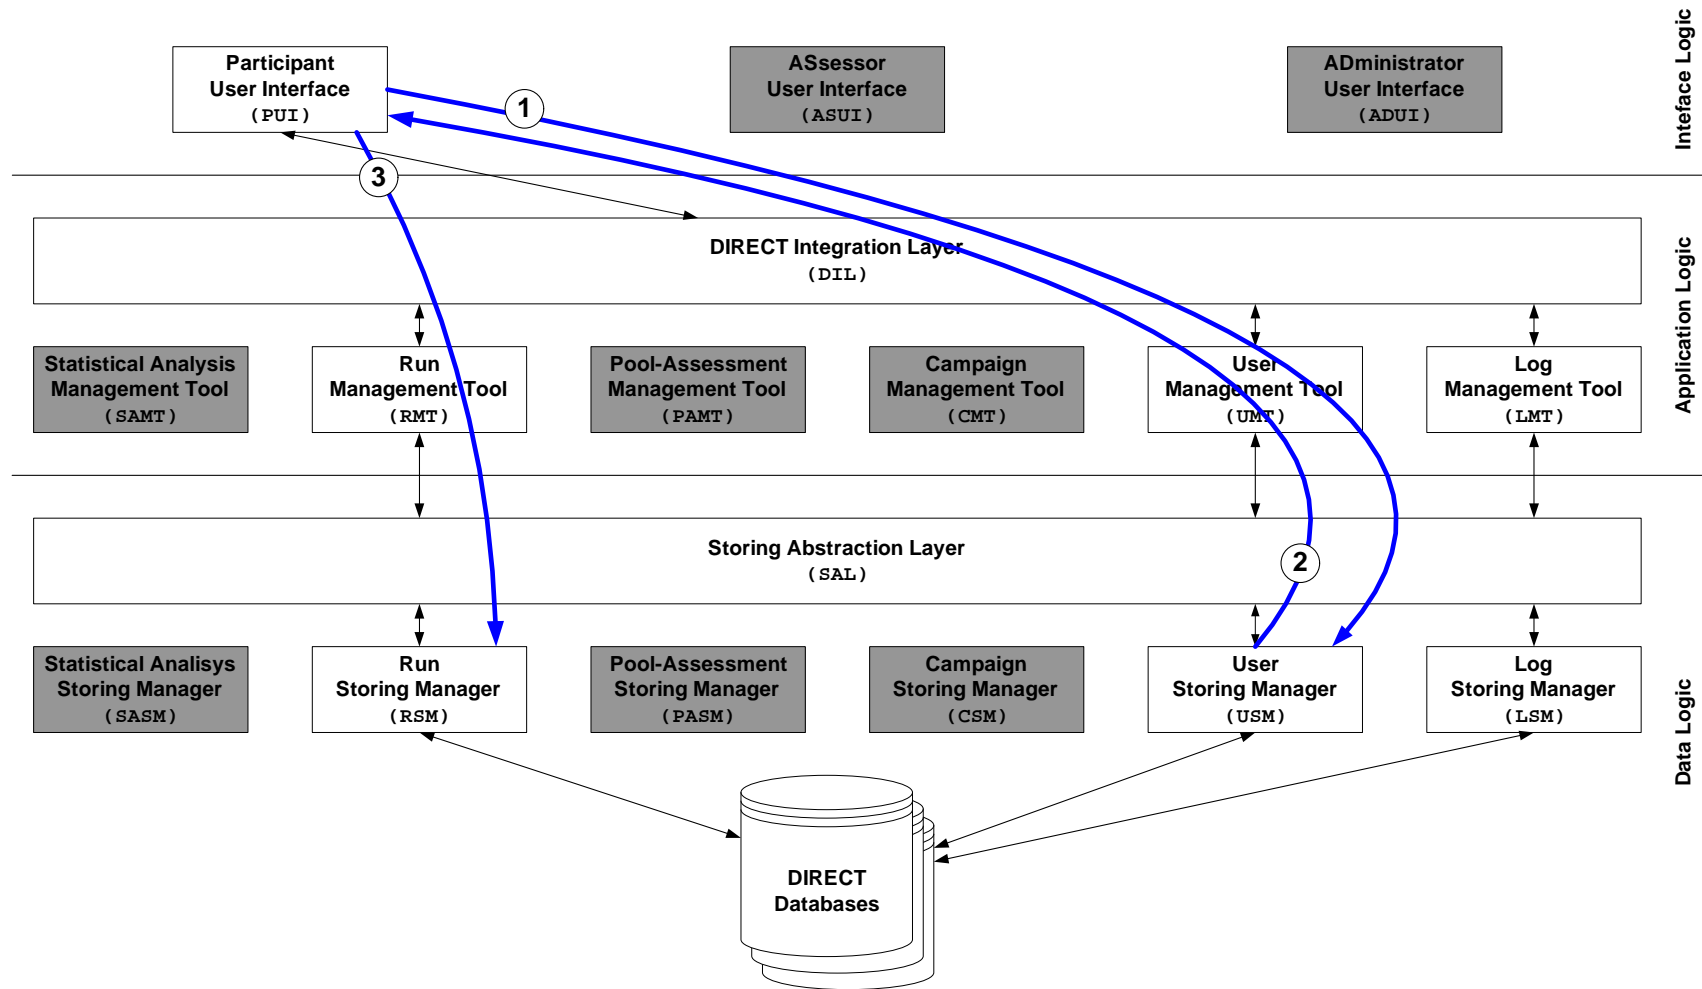 Participant
User Interface
(PUI)
ASsessor
User Interface
(ASUI)
ADministrator
User Interface
(ADUI)
Inteface Logic
1
3
DIRECT Integration Layer
(DIL)
Application Logic
Statistical Analysis
Management Tool
(SAMT)
Run
Management Tool
(RMT)
Pool-Assessment
Management Tool
(PAMT)
Campaign
Management Tool
(CMT)
User
Management Tool
(UMT)
Log
Management Tool
(LMT)
Storing Abstraction Layer
(SAL)
2
Statistical Analisys
Storing Manager
(SASM)
Run
Storing Manager
(RSM)
Pool-Assessment
Storing Manager
(PASM)
Campaign
Storing Manager
(CSM)
User
Storing Manager
(USM)
Log
Storing Manager
(LSM)
Data Logic
DIRECT
Databases